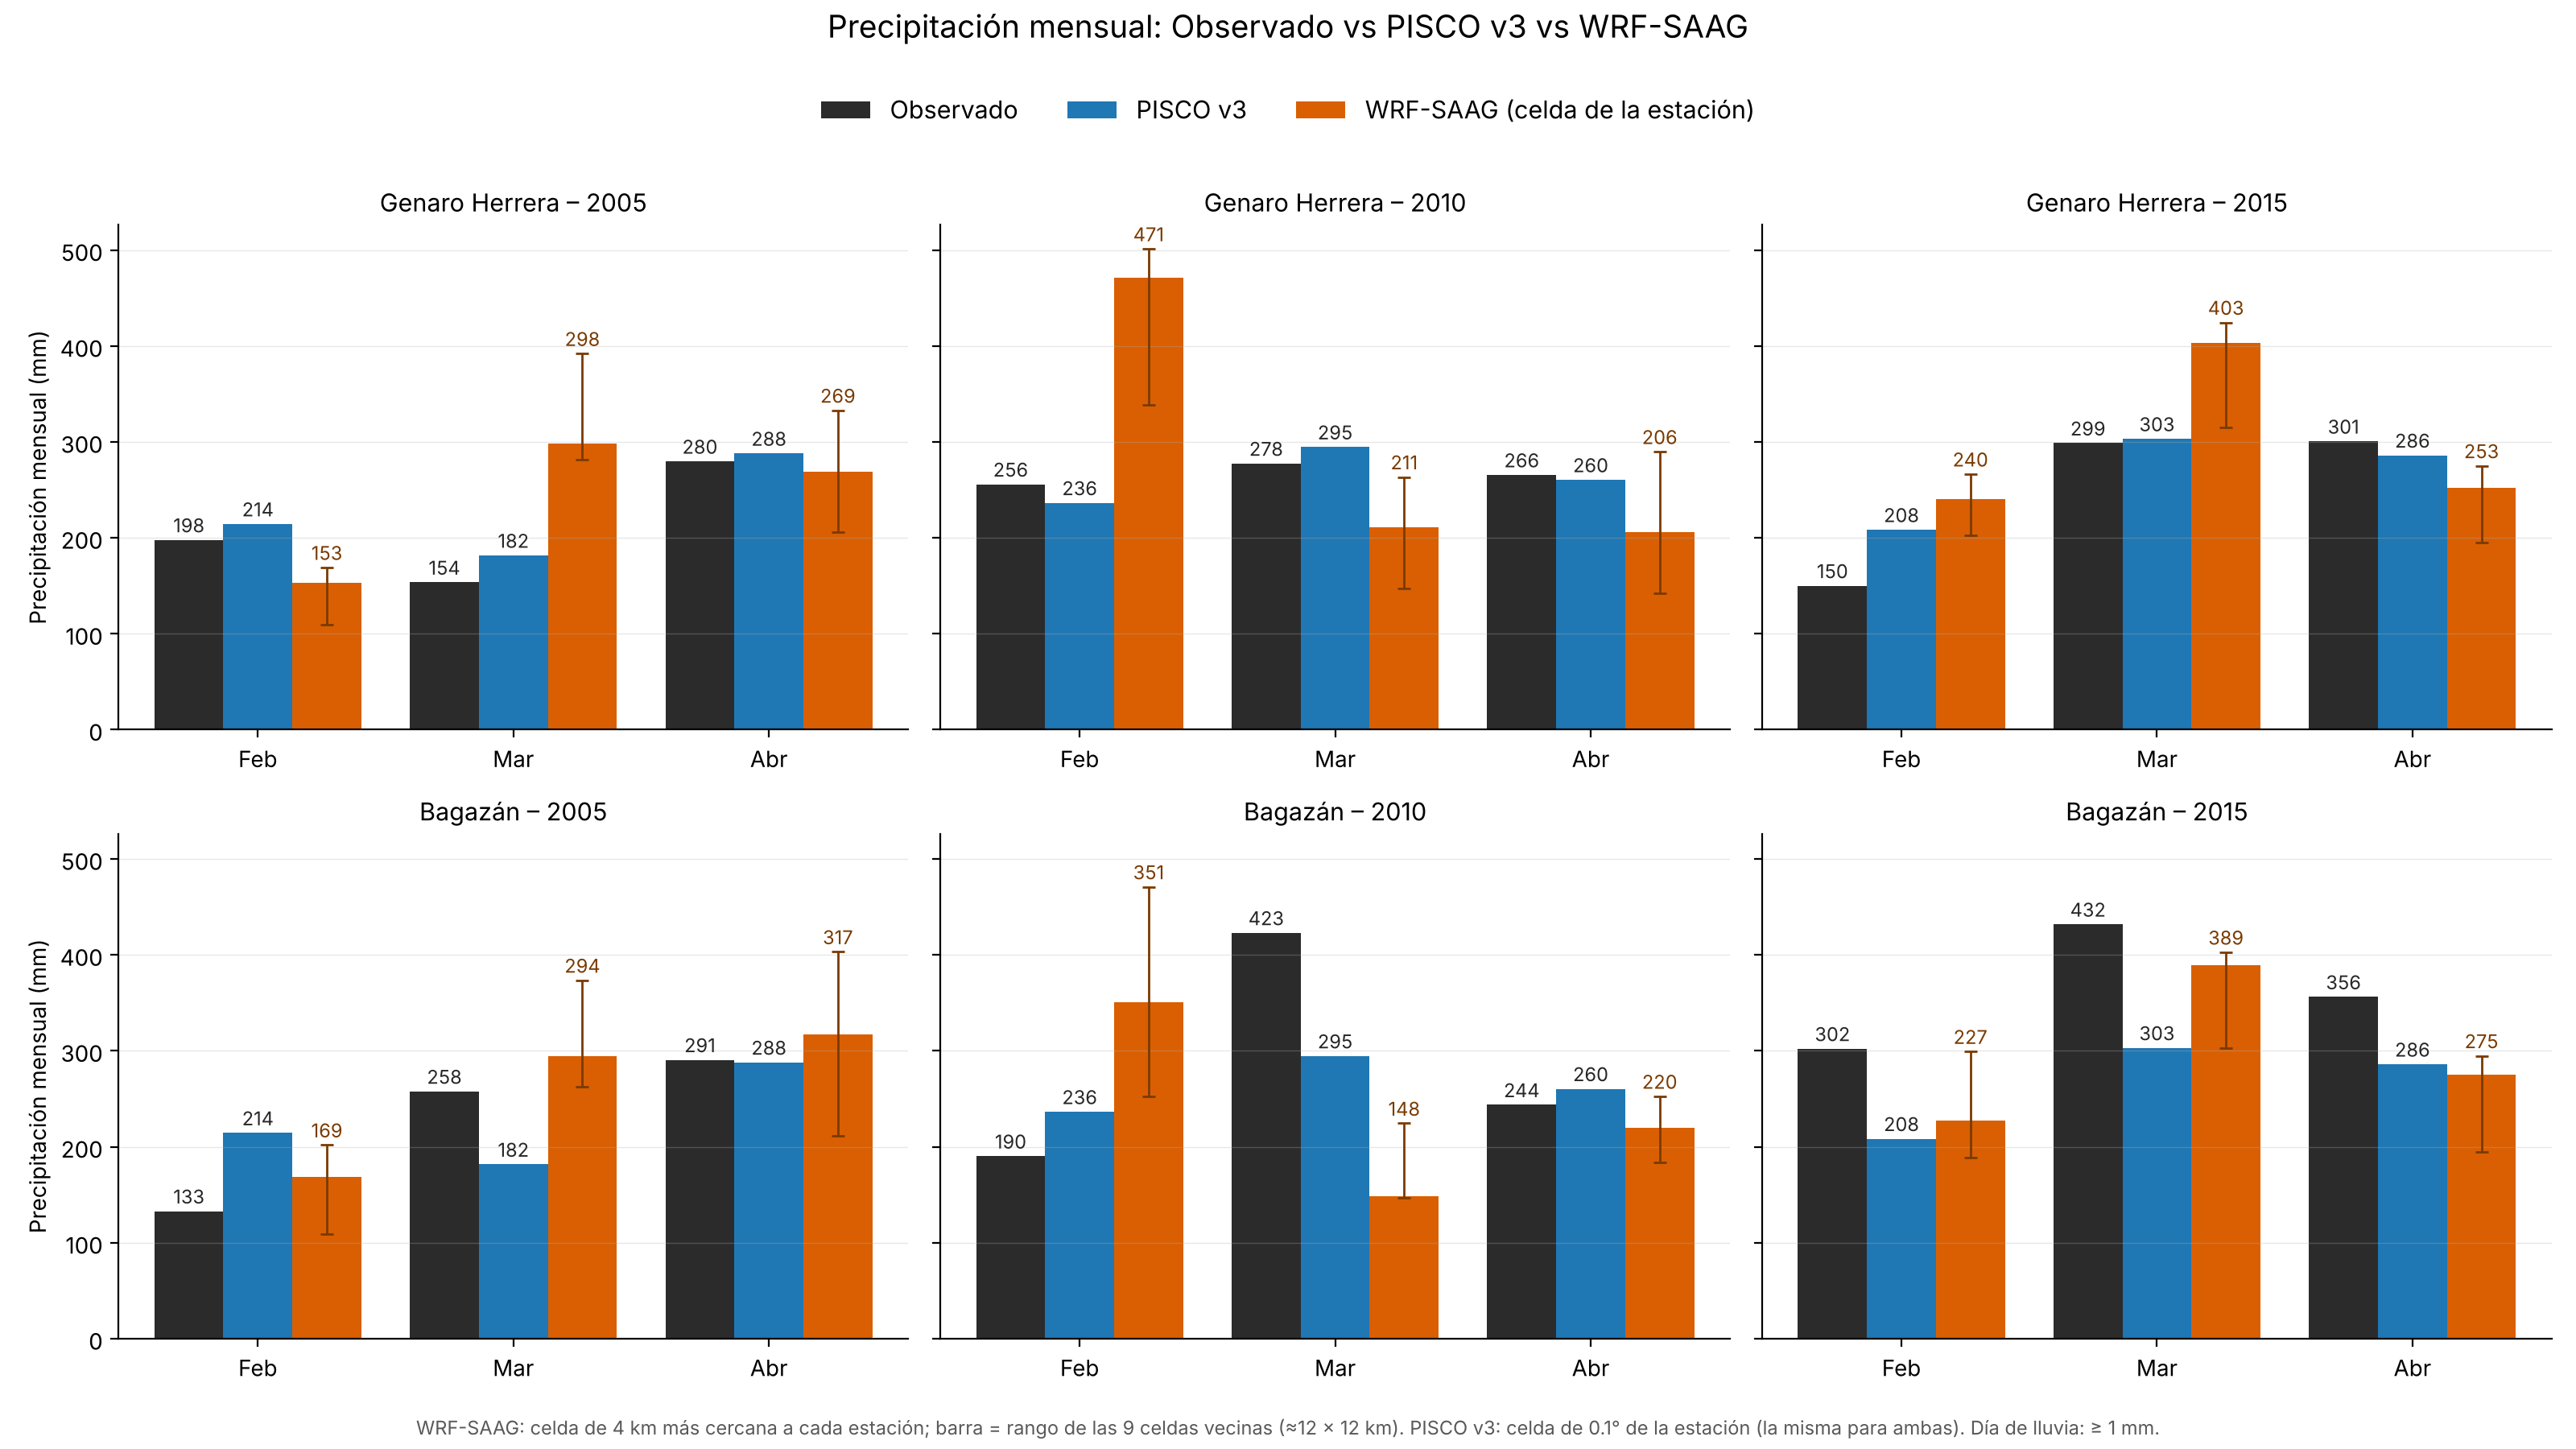 Precipitación mensual: Observado vs PISCO v3 vs WRF-SAAG
Observado PISCO v3 WRF-SAAG (celda de la estación)
Genaro Herrera – 2005
Precipitación mensual (mm)
500
400
300
200
100
0
198 214 153
154 182 298
280 288 269
Feb Mar Abr
Genaro Herrera – 2010
256 236 471
278 295 211
266 260 206
Feb Mar Abr
Genaro Herrera – 2015
150 208 240
299 303 403
301 286 253
Feb Mar Abr
Bagazán – 2005
Precipitación mensual (mm)
500
400
300
200
100
0
133 214 169
258 182 294
291 288 317
Feb Mar Abr
Bagazán – 2010
190 236 351
423 295 148
244 260 220
Feb Mar Abr
Bagazán – 2015
302 208 227
432 303 389
356 286 275
Feb Mar Abr
WRF-SAAG: celda de 4 km más cercana a cada estación; barra = rango de las 9 celdas vecinas (≈12 × 12 km). PISCO v3: celda de 0.1° de la estación (la misma para ambas). Día de lluvia: ≥ 1 mm.